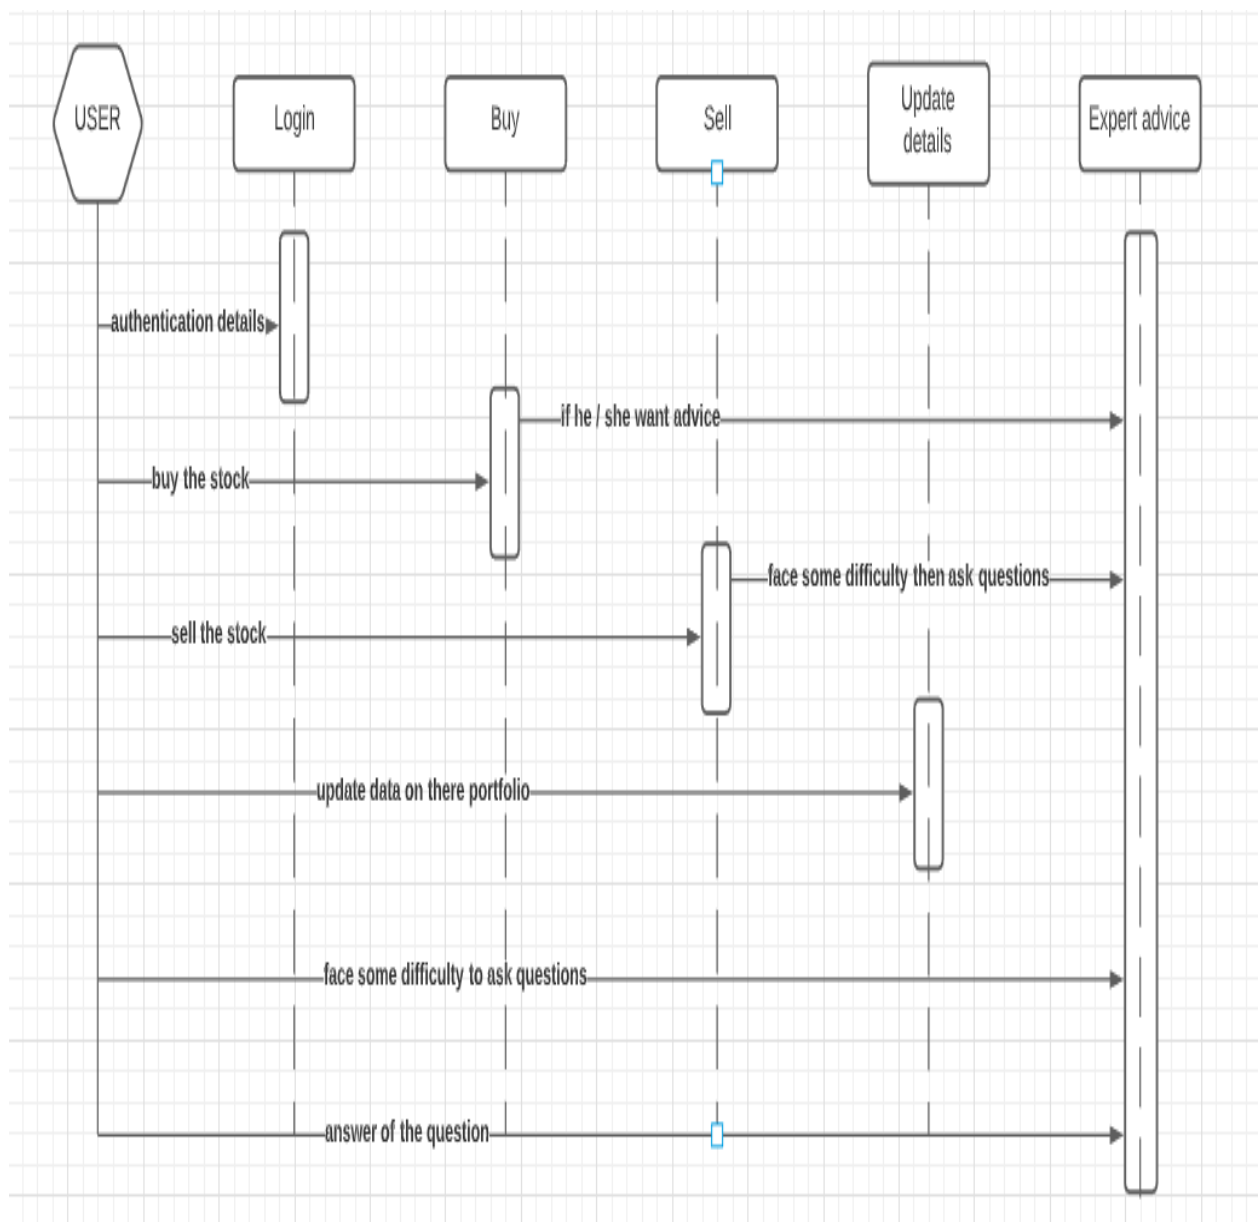 USER
Login
Buy
Sell
Update
details
Expert advice
authentication details
if he / she want advice
buy the stock
face some difficulty then ask questions
sell the stock
update data on there portfolio
face some difficulty to ask questions
answer of the question